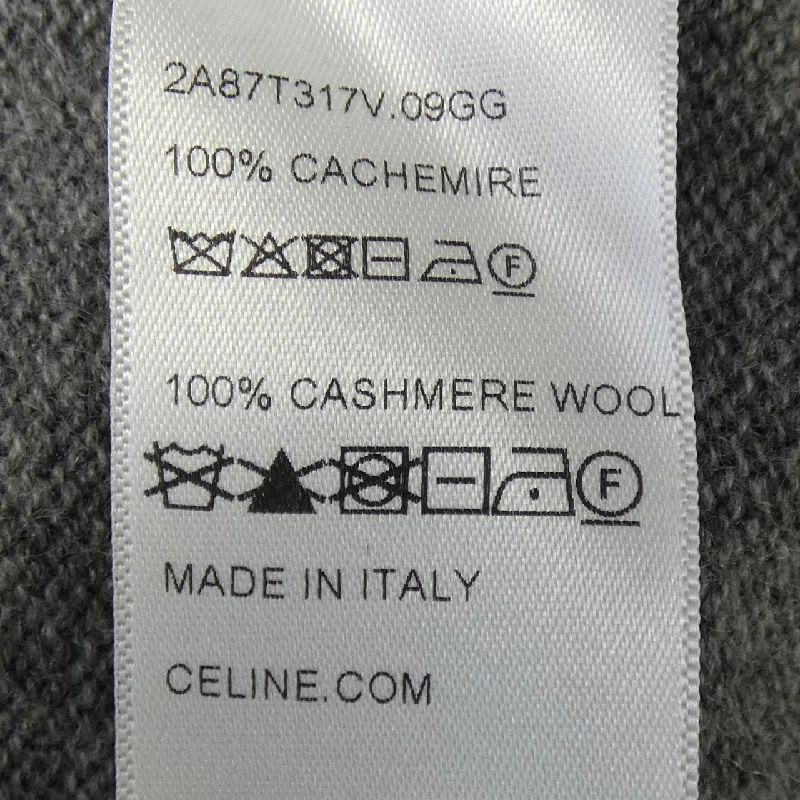 2A87T317V.09GG
100% CACHEMIRE
F
100% CASHMERE WOOL
F
MADE IN ITALY
CELINE.COM